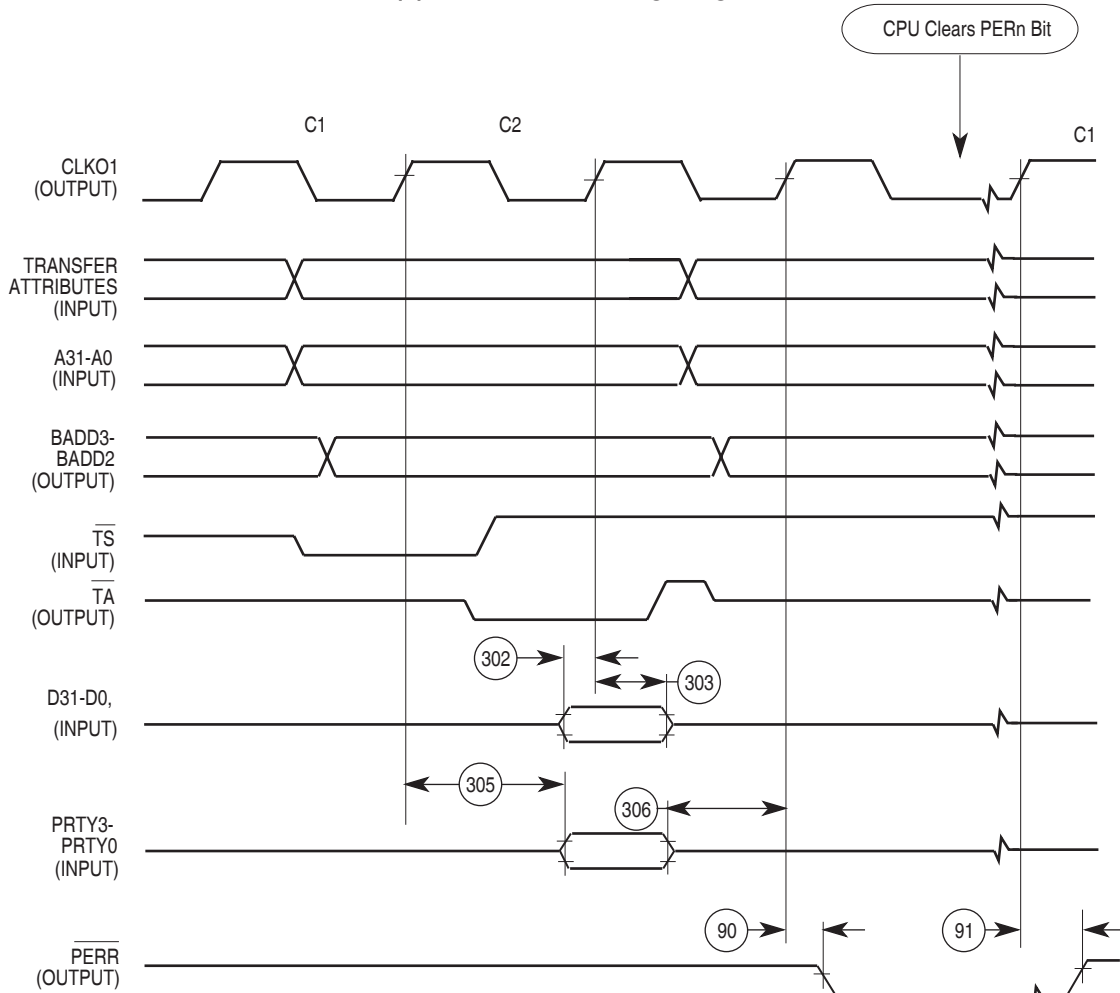 CPU Clears PERn Bit
C1
C2
C1
CLKO1
(OUTPUT)
TRANSFER
ATTRIBUTES
(INPUT)
A31-A0
(INPUT)
BADD3-
BADD2
(OUTPUT)
TS
(INPUT)
TA
(OUTPUT)
302
303
D31-D0,
(INPUT)
305
306
PRTY3-
PRTY0
(INPUT)
90
91
PERR
(OUTPUT)